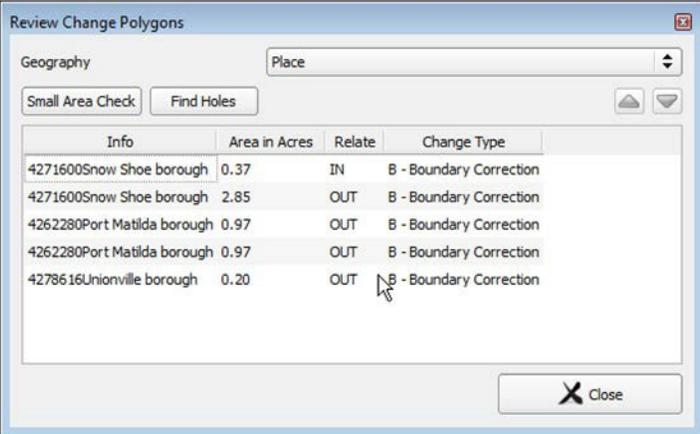 Review Change Polygons
Geography Place
Small Area Check Find Holes
Info Area in Acres Relate Change Type
4271600Snow Shoe borough 0.37 IN B - Boundary Correction
4271600Snow Shoe borough 2.85 OUT B - Boundary Correction
4262280Port Matilda borough 0.97 OUT B - Boundary Correction
4262280Port Matilda borough 0.97 OUT B - Boundary Correction
4278616Unionville borough 0.20 OUT B - Boundary Correction
Close